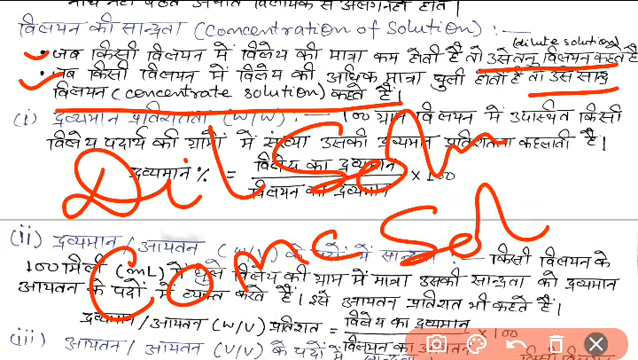 विलयन की सान्द्रता (Concentration of Solution) :-
(dilute solution)
जब किसी विलयन में विलेय की मात्रा कम होती है तो उसे तनु विलयन कहते हैं
जब किसी विलयन में विलेय की अधिक मात्रा घुली होती है तो उसे सान्द्र
विलयन (concentrate solution) कहते हैं।
(i) द्रव्यमान प्रतिशतता (W/W) :- 100 ग्राम विलयन में उपस्थित किसी
विलेय पदार्थ की ग्रामों में संख्या उसकी द्रव्यमान प्रतिशतता कहलाती है।
द्रव्यमान % = विलेय का द्रव्यमान / विलयन का द्रव्यमान × 100
Dil Soln
Conc Sol
(ii) द्रव्यमान / आयतन (W/V) के पदों में सान्द्रता :- किसी विलयन के
100 मिली (mL) में घुले विलेय की ग्राम में मात्रा उसकी सान्द्रता को द्रव्यमान
आयतन के पदों में व्यक्त करते हैं। इसे आयतन प्रतिशत भी कहते हैं।
द्रव्यमान / आयतन (W/V) प्रतिशत = विलेय का द्रव्यमान / विलयन का आयतन × 100
(iii) आयतन / आयतन (V/V) के पदों में